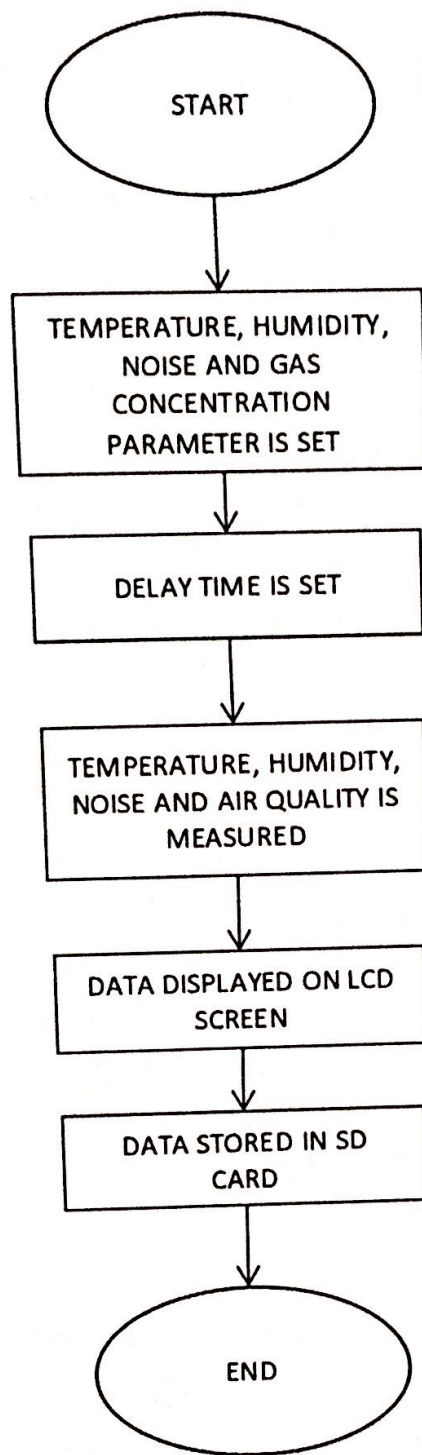 START
TEMPERATURE, HUMIDITY,
NOISE AND GAS
CONCENTRATION
PARAMETER IS SET
DELAY TIME IS SET
TEMPERATURE, HUMIDITY,
NOISE AND AIR QUALITY IS
MEASURED
DATA DISPLAYED ON LCD
SCREEN
DATA STORED IN SD
CARD
END